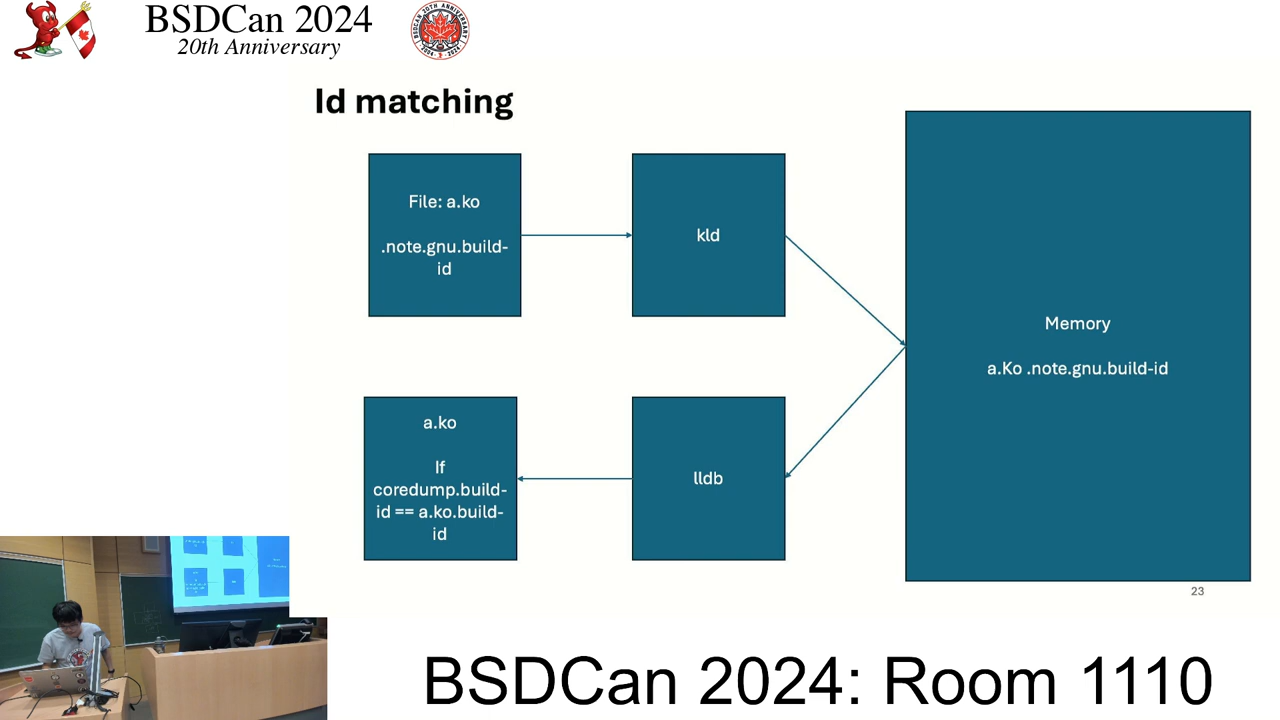 BSDCan 2024
20th Anniversary
Id matching
File: a.ko
.note.gnu.build-
id
kld
Memory
a.Ko .note.gnu.build-id
a.ko
If
coredump.build-
id == a.ko.build-
id
lldb
23
BSDCan 2024: Room 1110